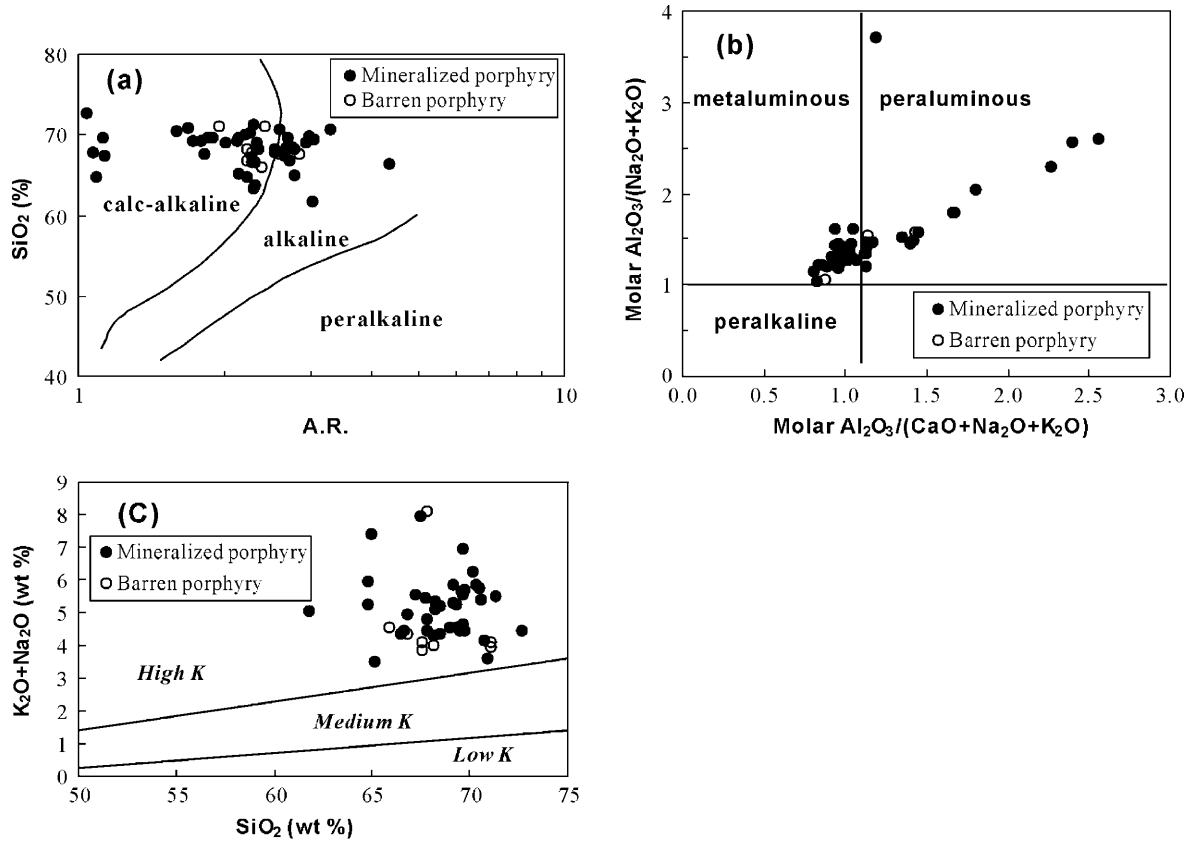 (a)
Mineralized porphyry
Barren porphyry
calc-alkaline
alkaline
peralkaline
SiO₂ (%)
80
70
60
50
40
1
10
A.R.
(b)
metaluminous
peraluminous
peralkaline
Mineralized porphyry
Barren porphyry
Molar Al₂O₃/(Na₂O+K₂O)
4
4
3
2
1
0
0.0 0.5 1.0 1.5 2.0 2.5 3.0
Molar Al₂O₃/(CaO+Na₂O+K₂O)
(C)
Mineralized porphyry
Barren porphyry
High K
Medium K
Low K
K₂O+Na₂O (wt %)
9
8
7
6
5
4
3
2
1
0
50 55 60 65 70 75
SiO₂ (wt %)